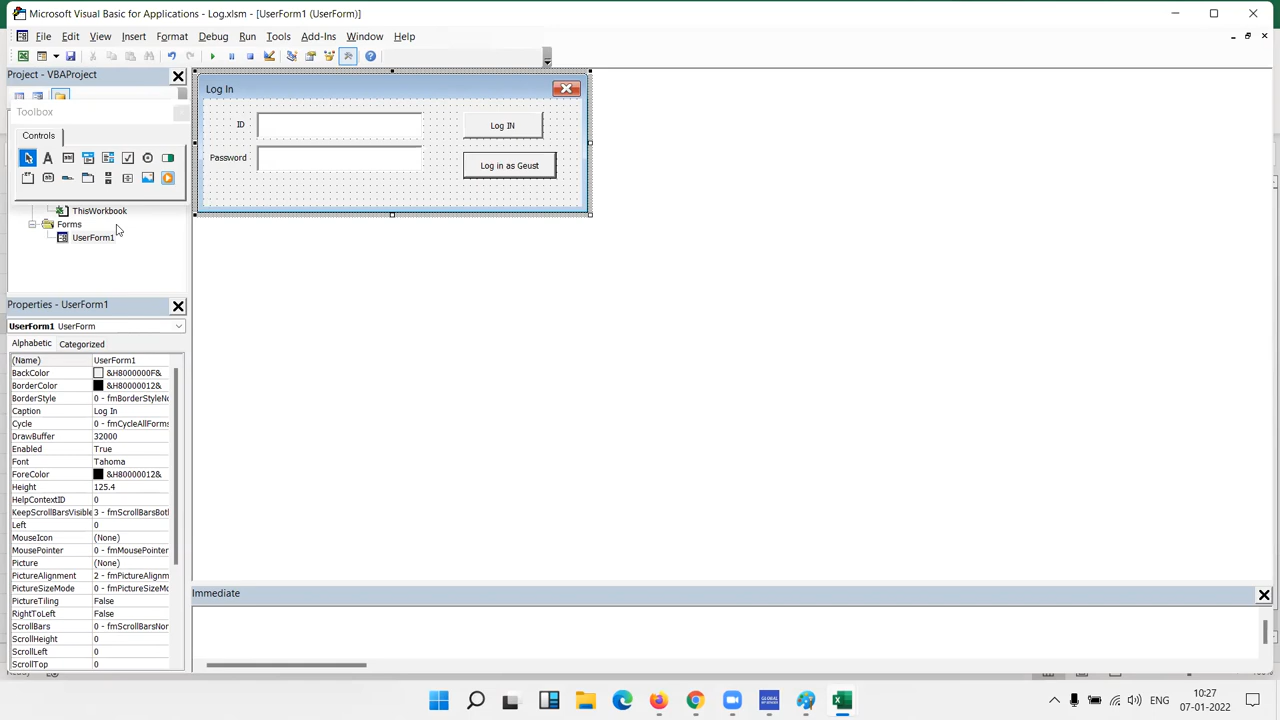 Microsoft Visual Basic for Applications - Log.xlsm - [UserForm1 (UserForm)]
File Edit View Insert Format Debug Run Tools Add-Ins Window Help
Project - VBAProject
Toolbox
Controls
ThisWorkbook
Forms
UserForm1
Log In
ID
Log IN
Password
Log in as Geust
Properties - UserForm1
UserForm1 UserForm
Alphabetic Categorized
(Name) UserForm1
BackColor &H8000000F&
BorderColor &H80000012&
BorderStyle 0 - fmBorderStyleNo
Caption Log In
Cycle 0 - fmCycleAllForms
DrawBuffer 32000
Enabled True
Font Tahoma
ForeColor &H80000012&
Height 125.4
HelpContextID 0
KeepScrollBarsVisible 3 - fmScrollBarsBot
Left 0
MouseIcon (None)
MousePointer 0 - fmMousePointer
Picture (None)
PictureAlignment 2 - fmPictureAlignm
PictureSizeMode 0 - fmPictureSizeMo
PictureTiling False
RightToLeft False
ScrollBars 0 - fmScrollBarsNon
ScrollHeight 0
ScrollLeft 0
ScrollTop 0
Immediate
ENG
10:27
07-01-2022